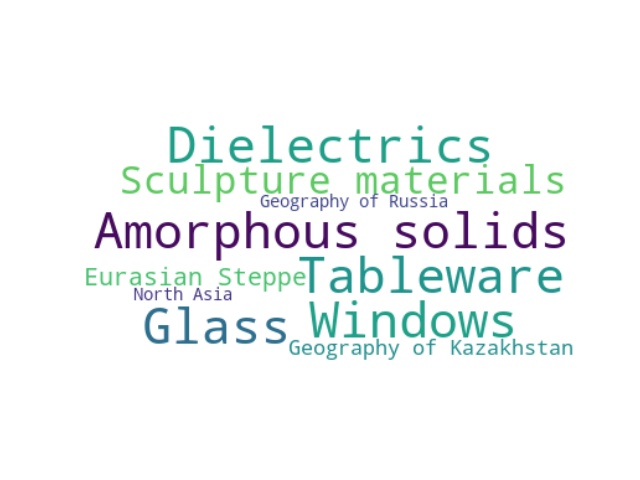 Dielectrics
Sculpture materials
Geography of Russia
Amorphous solids
Eurasian Steppe
Tableware
North Asia
Glass
Windows
Geography of Kazakhstan